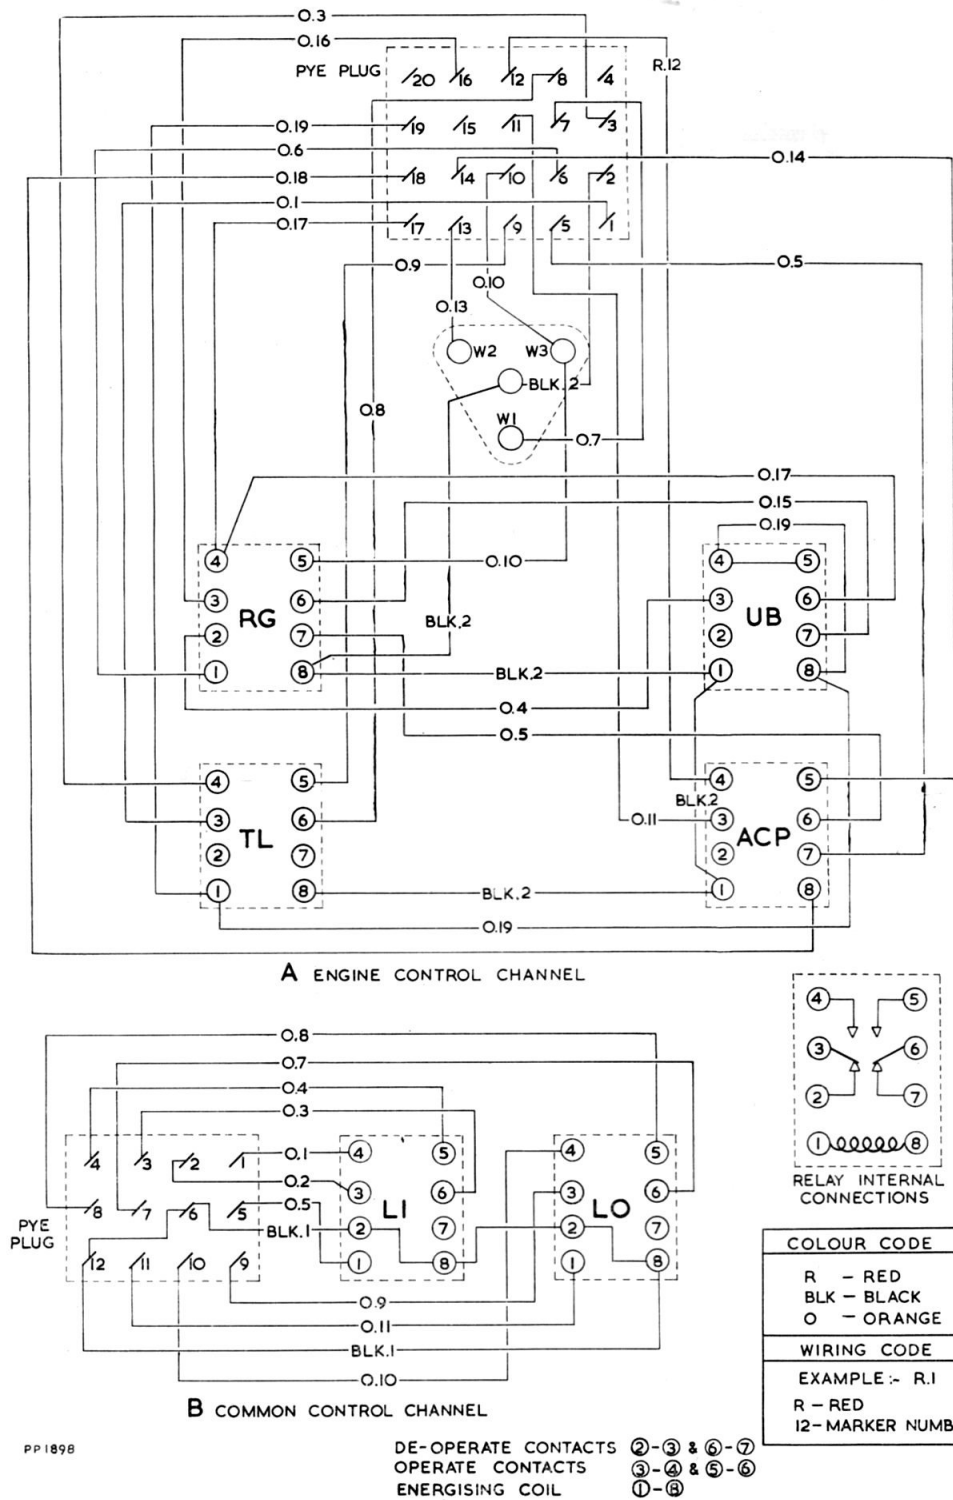 O.3
O.16
PYE PLUG
20 16 12 8 4
R.12
O.19
19 15 11 7 3
O.6
O.14
O.18
18 14 10 6 2
O.1
O.17
17 13 9 5 1
O.9
O.5
O.10
O.13
W2 W3
BLK.2
O.8
W1
O.7
O.17
O.15
O.19
4 5
O.10
4 5
3 6
RG
BLK.2
3 6
UB
2 7
2 7
1 8
BLK.2
1 8
O.4
O.5
4 5
4 5
BLK.2
3 6
TL
O.11
3 6
ACP
2 7
2 7
1 8
BLK.2
1 8
O.19
A ENGINE CONTROL CHANNEL
4 5
3 6
2 7
1 8
RELAY INTERNAL
CONNECTIONS
O.8
O.7
O.4
O.3
4 3 2 1
O.1
4 5
4 5
O.2
3 6
3 6
PYE
PLUG
8 7 6 5
O.5
LI
LO
BLK.1
2 7
2 7
12 11 10 9
1 8
1 8
O.9
O.11
BLK.1
O.10
B COMMON CONTROL CHANNEL
COLOUR CODE
R – RED
BLK – BLACK
O – ORANGE
WIRING CODE
EXAMPLE:- R.1
R – RED
12 – MARKER NUMB
PP1898
DE-OPERATE CONTACTS 2-3 & 6-7
OPERATE CONTACTS 3-4 & 5-6
ENERGISING COIL 1-8